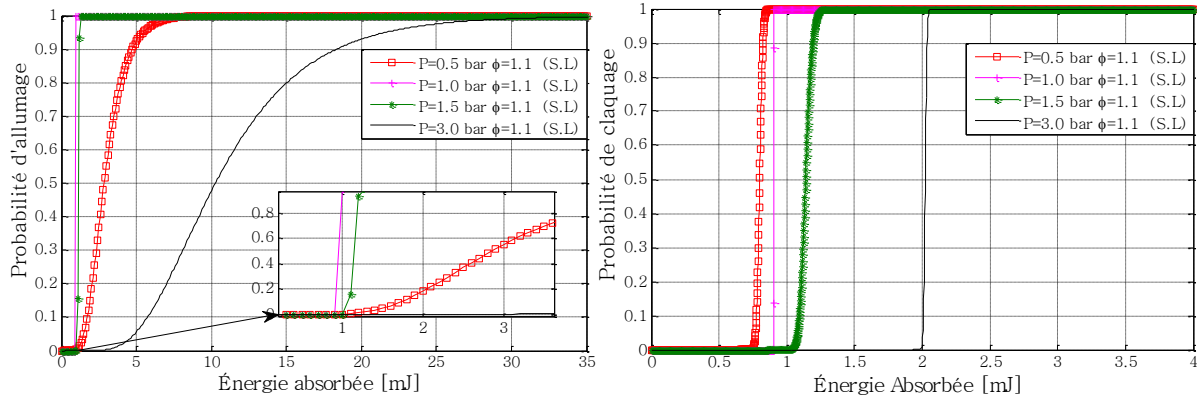 1
0.9
0.8
0.7
0.6
0.5
0.4
0.3
0.2
0.1
0
0 5 10 15 20 25 30 35
Probabilité d'allumage
Énergie absorbée [mJ]
P=0.5 bar ϕ=1.1 (S.L)
P=1.0 bar ϕ=1.1 (S.L)
P=1.5 bar ϕ=1.1 (S.L)
P=3.0 bar ϕ=1.1 (S.L)
0.8
0.6
0.4
0.2
0
1 2 3
1
0.9
0.8
0.7
0.6
0.5
0.4
0.3
0.2
0.1
0
0 0.5 1 1.5 2 2.5 3 3.5 4
Probabilité de claquage
Énergie Absorbée [mJ]
P=0.5 bar ϕ=1.1 (S.L)
P=1.0 bar ϕ=1.1 (S.L)
P=1.5 bar ϕ=1.1 (S.L)
P=3.0 bar ϕ=1.1 (S.L)